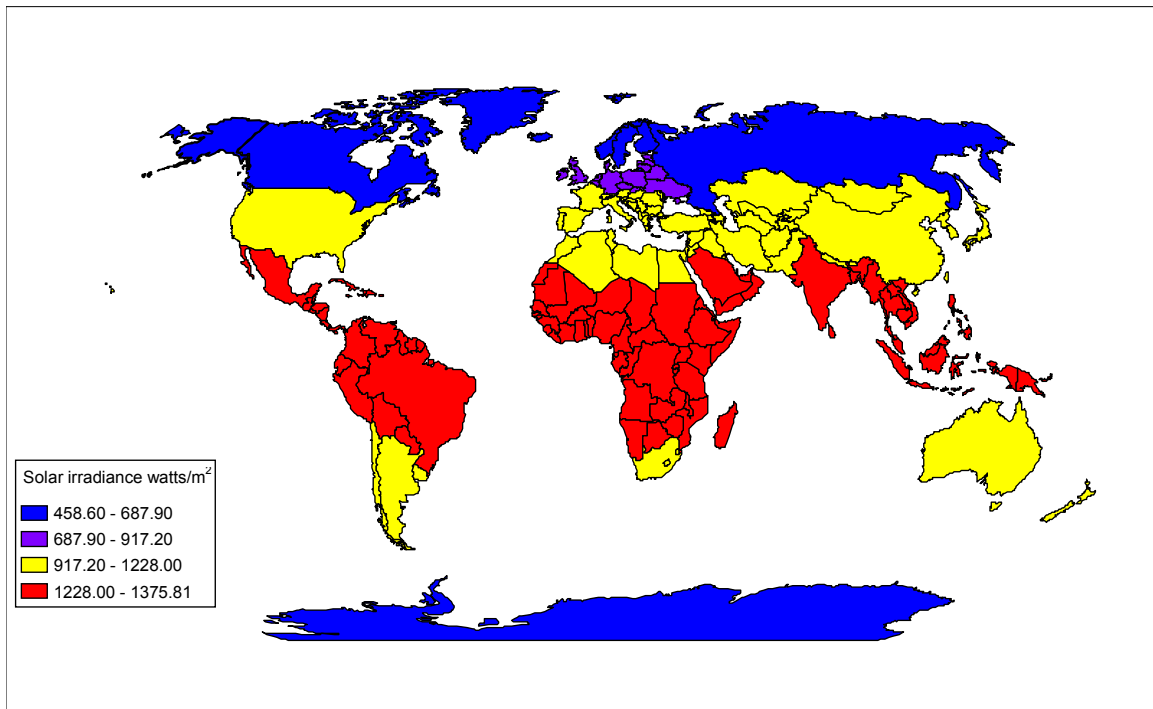 Solar irradiance watts/m²
458.60 - 687.90
687.90 - 917.20
917.20 - 1228.00
1228.00 - 1375.81